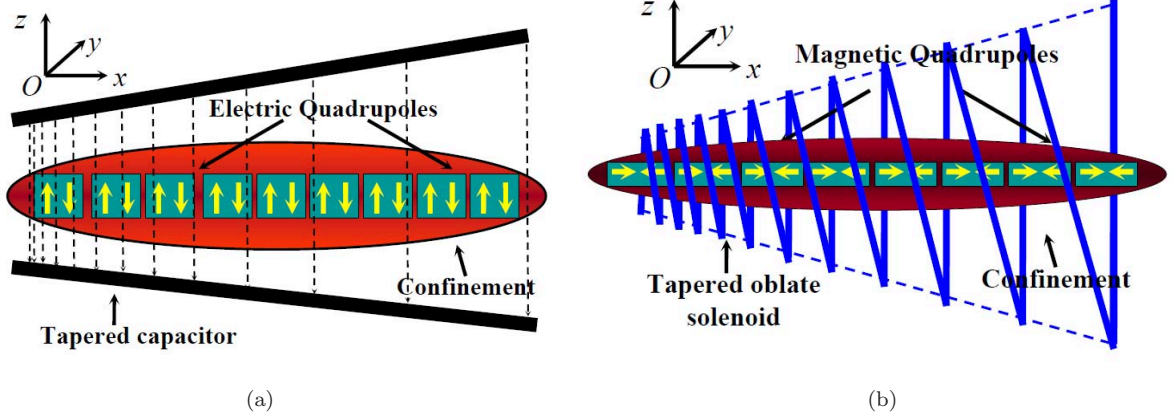 z
y
O
x
Electric Quadrupoles
Confinement
Tapered capacitor
(a)
z
y
O
x
Magnetic Quadrupoles
Tapered oblate
solenoid
Confinement
(b)